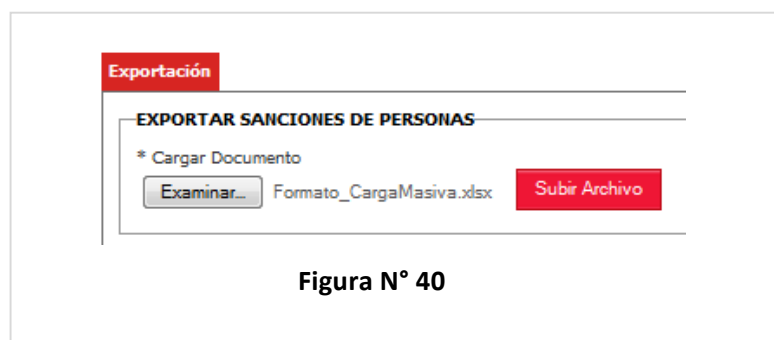 Exportación
EXPORTAR SANCIONES DE PERSONAS
* Cargar Documento
Examinar... Formato_CargaMasiva.xlsx Subir Archivo
Figura N° 40